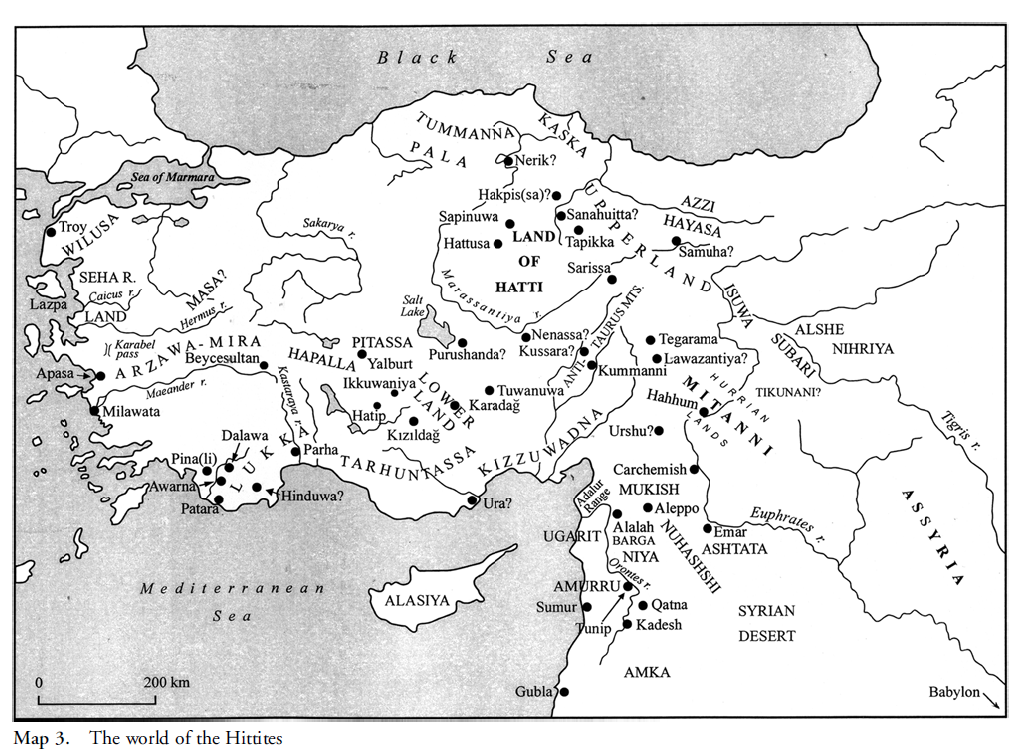 Black Sea
TUMMANNA
KASKA
PALA
Nerik?
Sea of Marmara
Hakpis(sa)?
UPPER LAND
AZZI
Troy
WILUSA
Sakarya r.
Sapinuwa
Sanahuitta?
HAYASA
Hattusa
LAND
OF
HATTI
Tapikka
Samuha?
SEHA R.
LAND
MASA?
Sarissa
ISUWA
Lazpa
Caicus r.
Hermus r.
Marassantiya r.
Salt
Lake
ANTI-TAURUS MTS.
ALSHE
Karabel
pass
ARZAWA-MIRA
PITASSA
Nenassa?
Tegarama
SUBARI
NIHRIYA
Beycesultan
HAPALLA
Yalburt
Purushanda?
Kussara?
Lawazantiya?
Apasa
Maeander r.
Kastaraya r.
Ikkuwaniya
LOWER
LAND
Tuwanuwa
Kummanni
HURRIAN
LANDS
MITANNI
TIKUNANI?
Milawata
Hatip
Karadağ
Hahhum
Tigris r.
Kızıldağ
Dalawa
LUKKA
Parha
TARHUNTASSA
KIZZUWADNA
Urshu?
Pina(li)
Awarna
Hinduwa?
Carchemish
Patara
Ura?
Adalur
Range
MUKISH
Aleppo
Euphrates r.
ASSYRIA
Alalah
BARGA
NIYA
NUHASHSHI
Emar
ASHTATA
UGARIT
Mediterranean
Sea
ALASIYA
Orontes r.
AMURRU
Sumur
Qatna
SYRIAN
DESERT
Tunip
Kadesh
AMKA
0 200 km
Gubla
Babylon
Map 3. The world of the Hittites